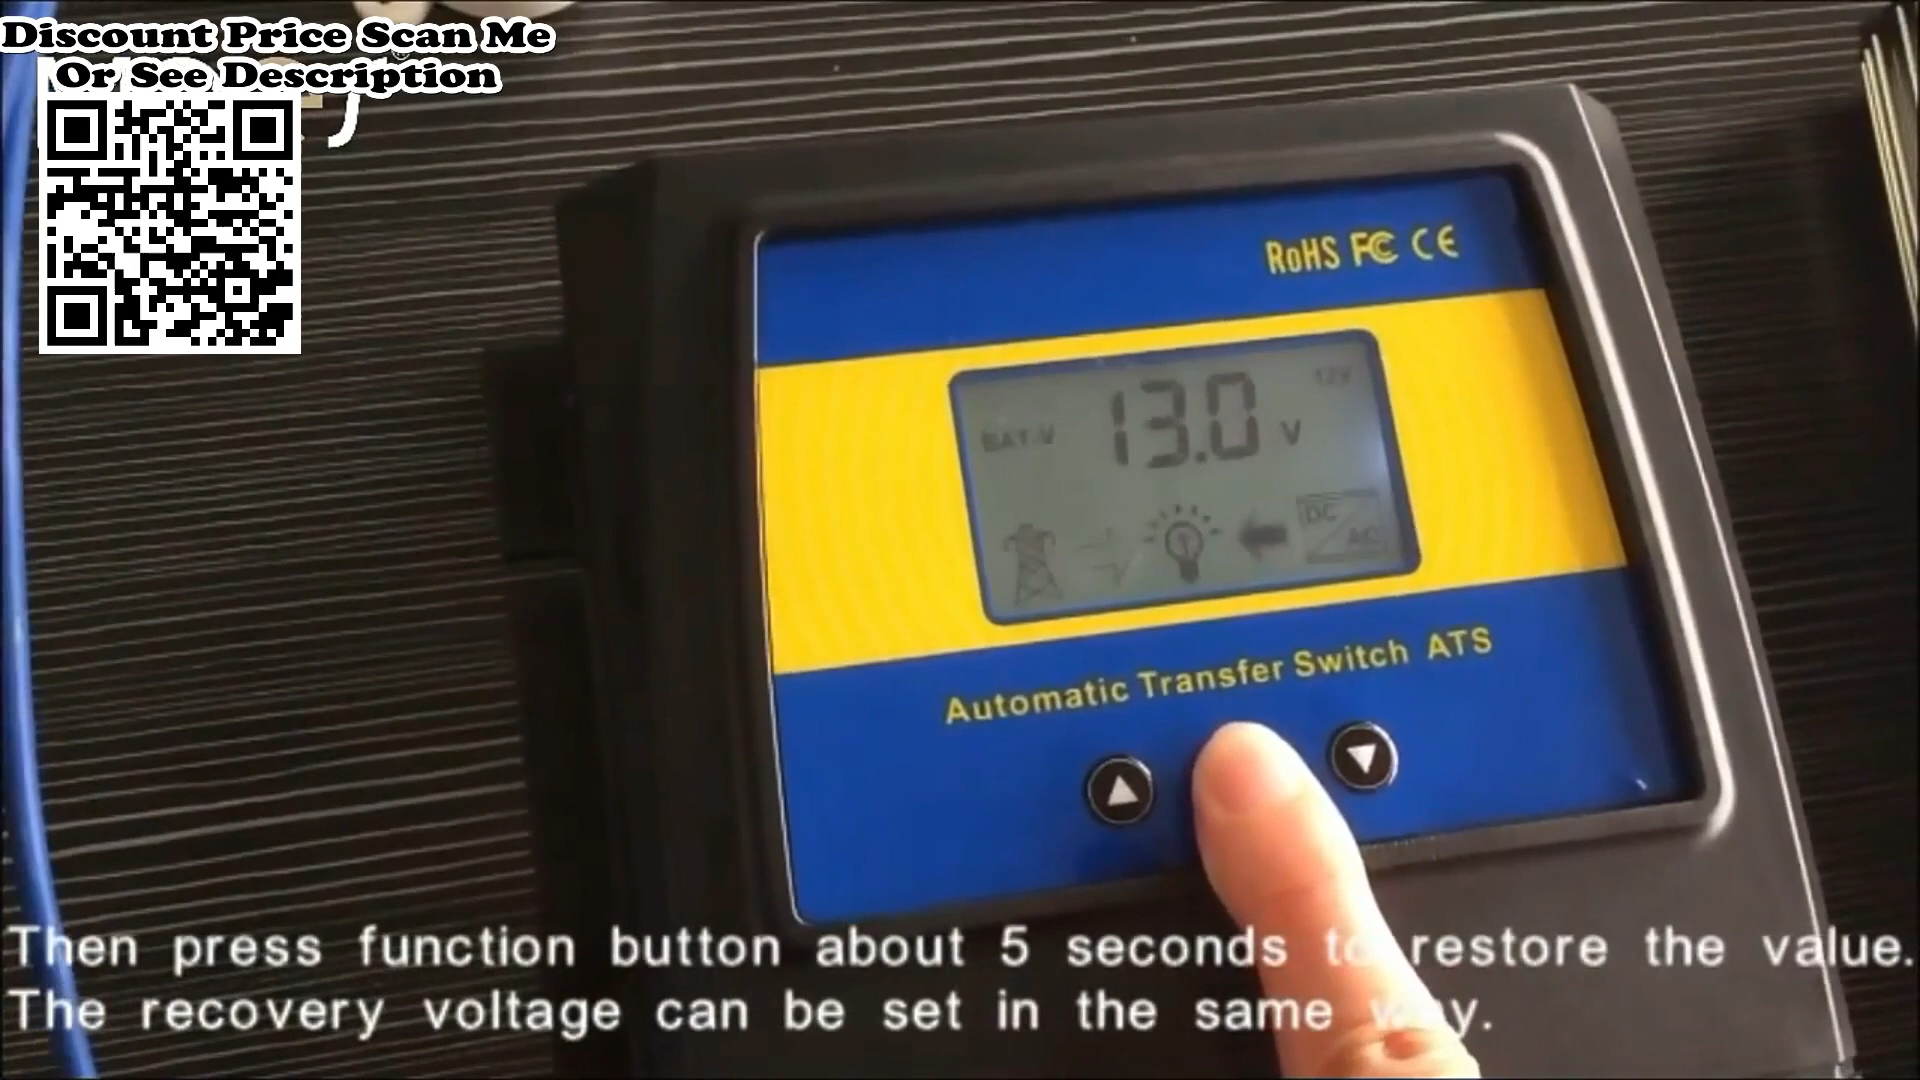 Discount Price Scan Me
Or See Description
RoHS FC CE
12V
BAT.V 13.0 V
DC
AC
Automatic Transfer Switch ATS
Then press function button about 5 seconds to restore the value.
The recovery voltage can be set in the same way.